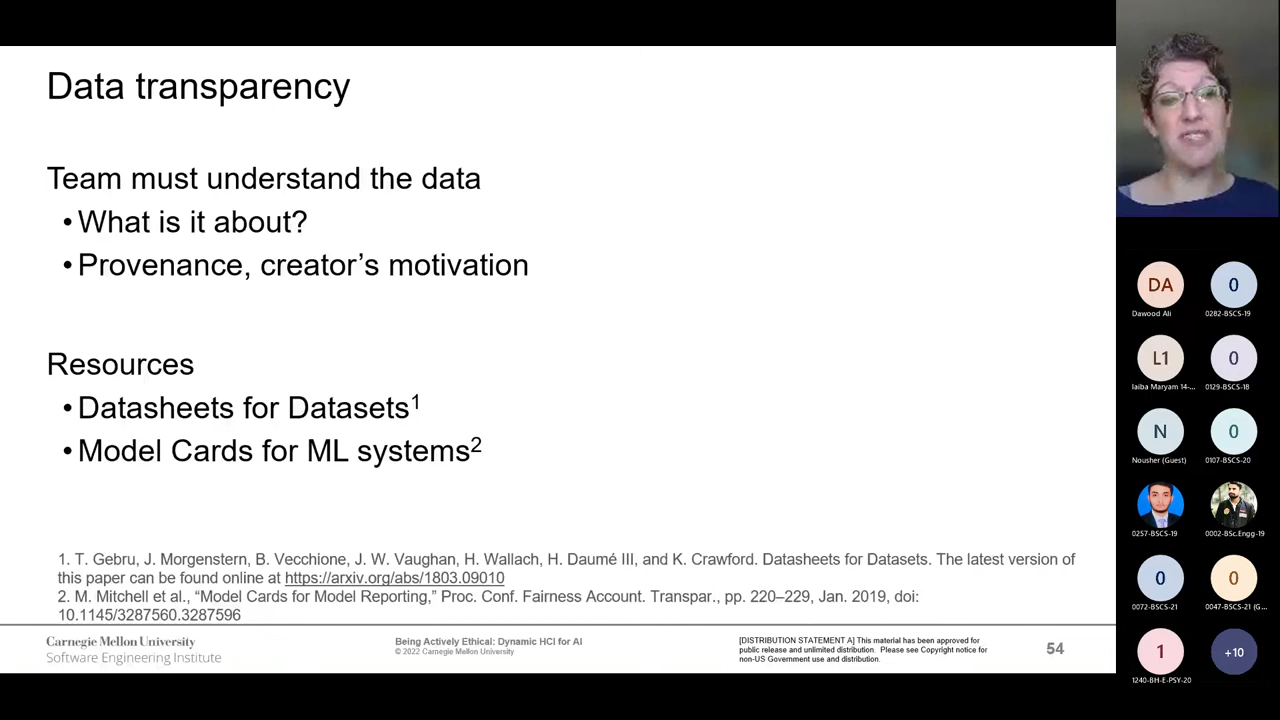 Data transparency
Team must understand the data
• What is it about?
• Provenance, creator’s motivation
Resources
• Datasheets for Datasets1
• Model Cards for ML systems2
1. T. Gebru, J. Morgenstern, B. Vecchione, J. W. Vaughan, H. Wallach, H. Daumé III, and K. Crawford. Datasheets for Datasets. The latest version of
this paper can be found online at https://arxiv.org/abs/1803.09010
2. M. Mitchell et al., “Model Cards for Model Reporting,” Proc. Conf. Fairness Account. Transpar., pp. 220–229, Jan. 2019, doi:
10.1145/3287560.3287596
Carnegie Mellon University
Software Engineering Institute
Being Actively Ethical: Dynamic HCI for AI
© 2022 Carnegie Mellon University
[DISTRIBUTION STATEMENT A] This material has been approved for
public release and unlimited distribution. Please see Copyright notice for
non-US Government use and distribution.
54
DA
Dawood Ali
0
0282-BSCS-19
L1
laiba Maryam 14-...
0
0129-BSCS-18
N
Nousher (Guest)
0
0107-BSCS-20
0257-BSCS-19
0002-BSc.Engg-19
0
0072-BSCS-21
0
0047-BSCS-21 (G...
1
1240-BH-E-PSY-20
+10